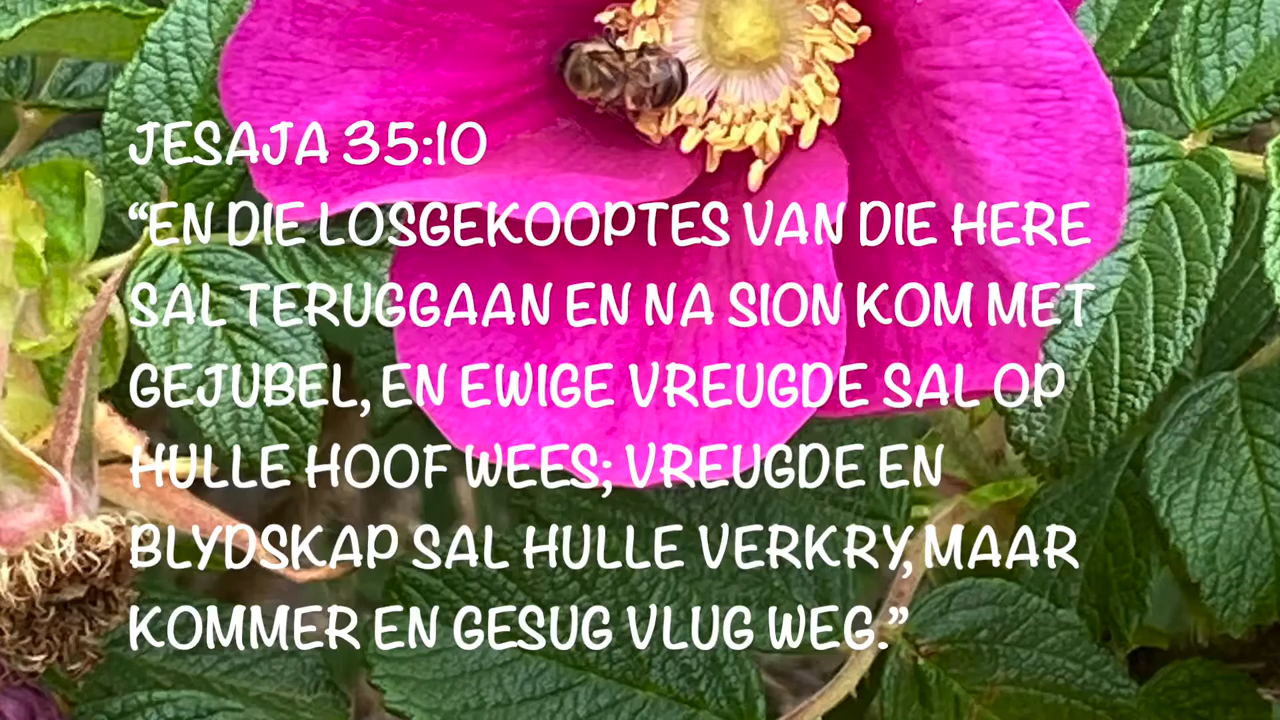 JESAJA 35:10
“EN DIE LOSGEKOOPTES VAN DIE HERE
SAL TERUGGAAN EN NA SION KOM MET
GEJUBEL, EN EWIGE VREUGDE SAL OP
HULLE HOOF WEES; VREUGDE EN
BLYDSKAP SAL HULLE VERKRY, MAAR
KOMMER EN GESUG VLUG WEG.”